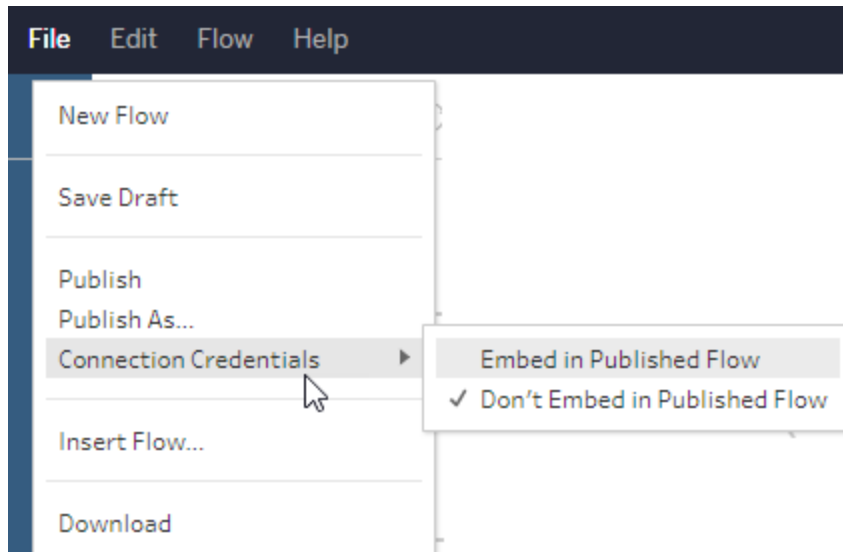 File Edit Flow Help
New Flow
Save Draft
Publish
Publish As...
Connection Credentials
Embed in Published Flow
✓ Don't Embed in Published Flow
Insert Flow...
Download